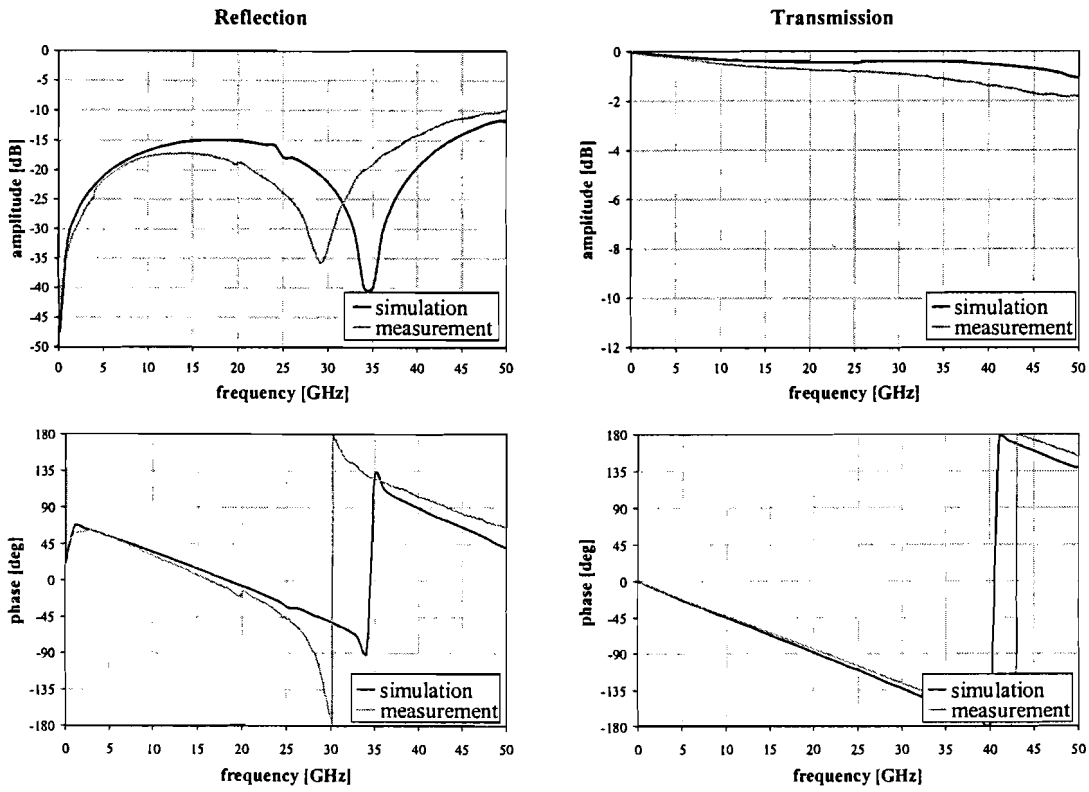 Reflection
0
-5
-10
-15
-20
-25
-30
-35
-40
-45
-50
amplitude [dB]
simulation
measurement
0 5 10 15 20 25 30 35 40 45 50
frequency [GHz]
Transmission
0
-2
-4
-6
-8
-10
-12
amplitude [dB]
simulation
measurement
0 5 10 15 20 25 30 35 40 45 50
frequency [GHz]
180
135
90
45
0
-45
-90
-135
-180
phase [deg]
simulation
measurement
0 5 10 15 20 25 30 35 40 45 50
frequency [GHz]
180
135
90
45
0
-45
-90
-135
-180
phase [deg]
simulation
measurement
0 5 10 15 20 25 30 35 40 45 50
frequency [GHz]